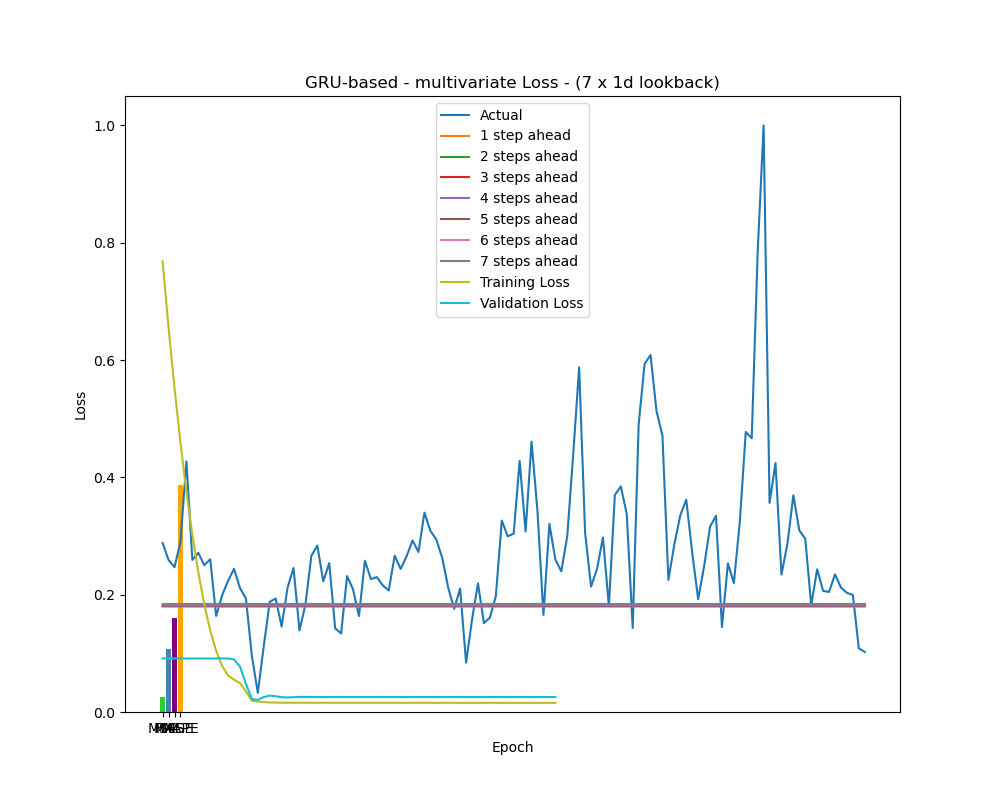 GRU-based - multivariate Loss - (7 x 1d lookback)
Actual
1 step ahead
2 steps ahead
3 steps ahead
4 steps ahead
5 steps ahead
6 steps ahead
7 steps ahead
Training Loss
Validation Loss
1.0
0.8
0.6
0.4
0.2
0.0
Loss
Epoch